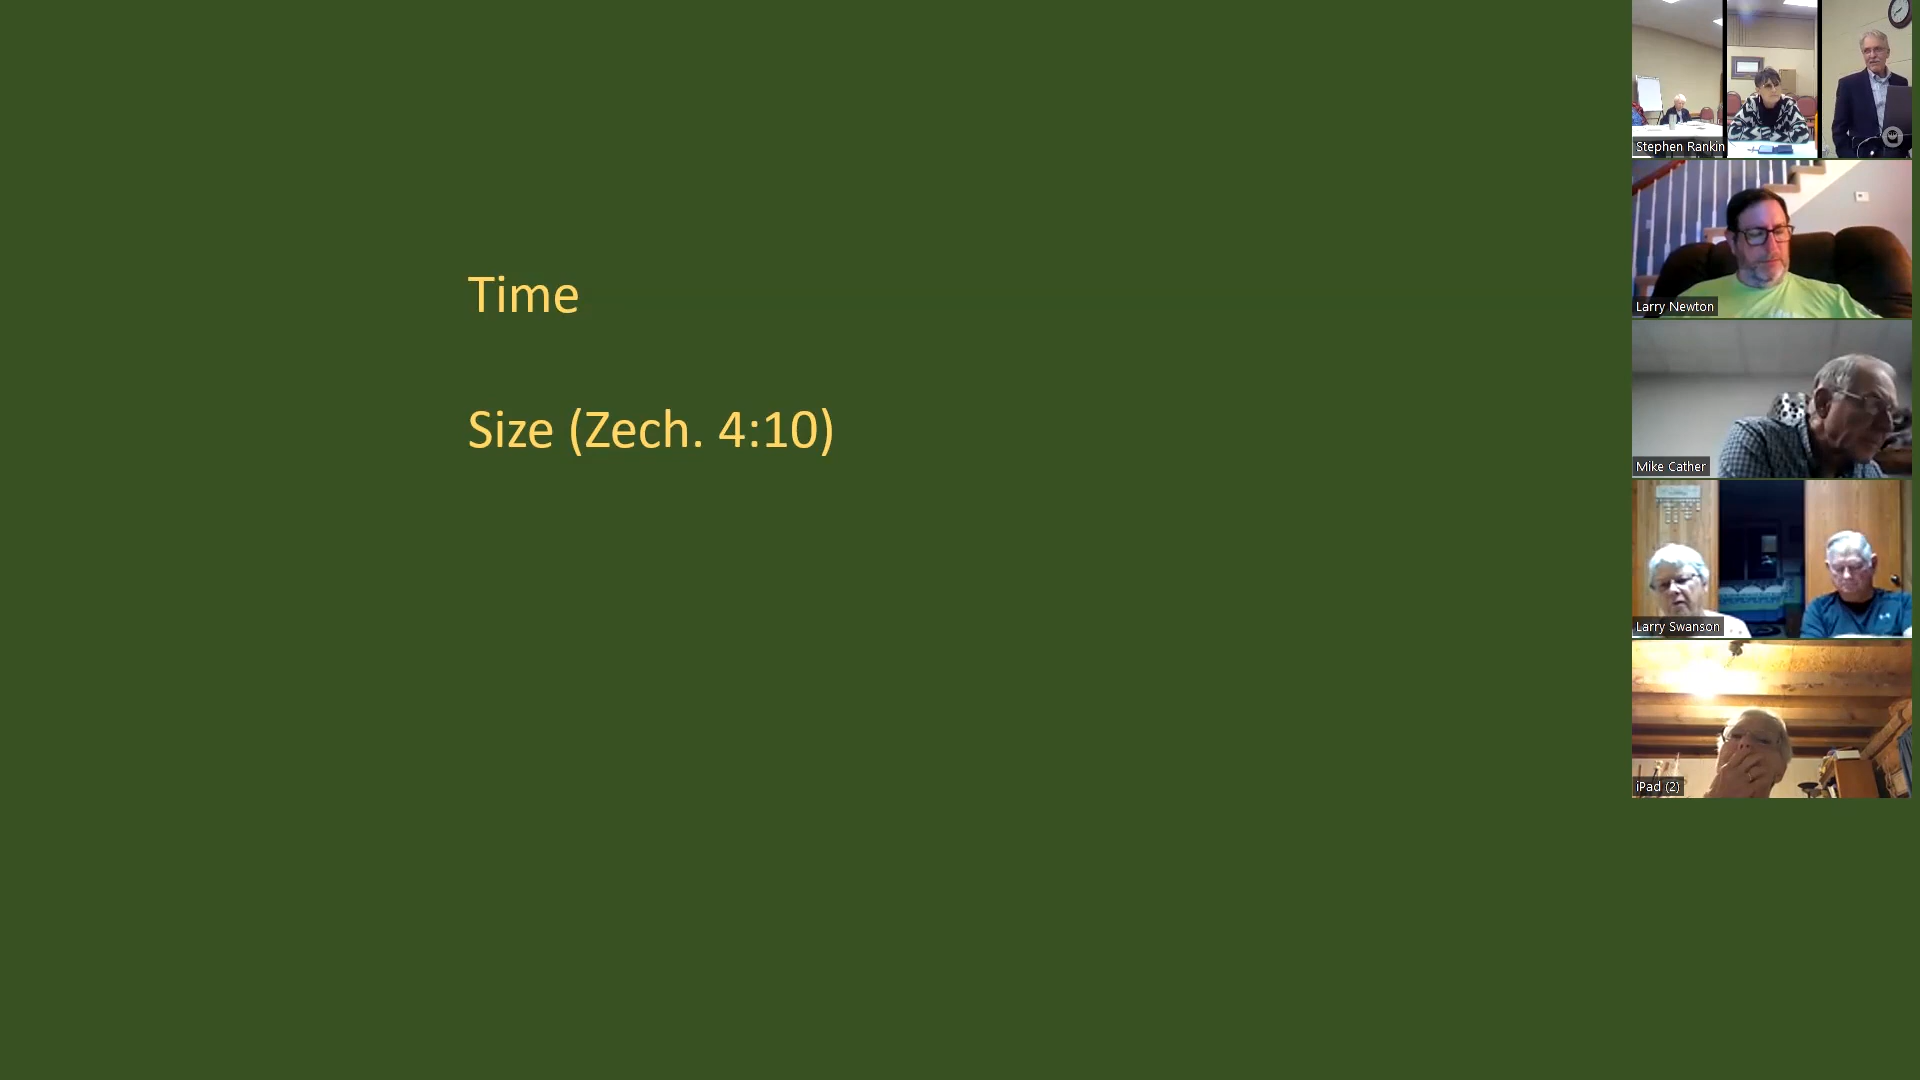 Time
Size (Zech. 4:10)
Stephen Rankin
Larry Newton
Mike Cather
Larry Swanson
iPad (2)